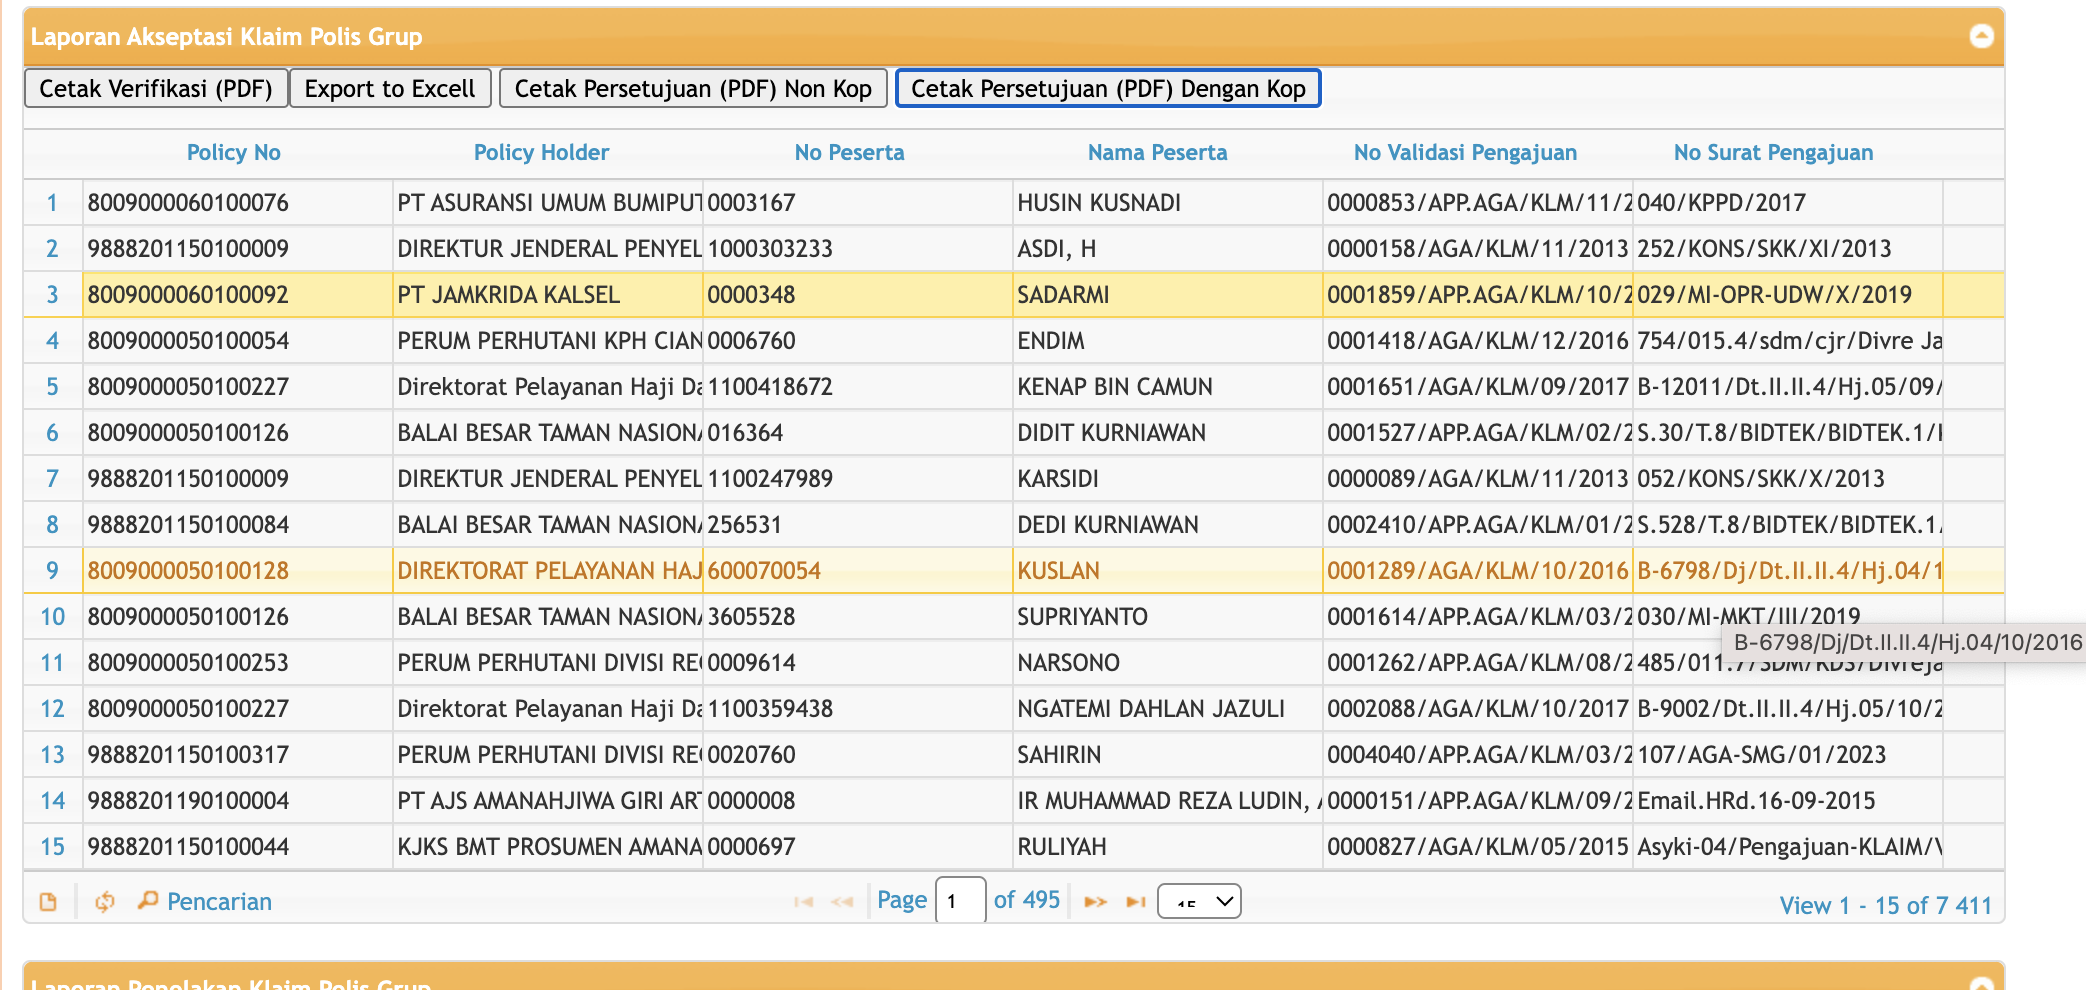 Laporan Akseptasi Klaim Polis Grup
Cetak Verifikasi (PDF) Export to Excell Cetak Persetujuan (PDF) Non Kop Cetak Persetujuan (PDF) Dengan Kop
Policy No Policy Holder No Peserta Nama Peserta No Validasi Pengajuan No Surat Pengajuan
1 8009000060100076 PT ASURANSI UMUM BUMIPUT 0003167 HUSIN KUSNADI 0000853/APP.AGA/KLM/11/2 040/KPPD/2017
2 9888201150100009 DIREKTUR JENDERAL PENYEL 1000303233 ASDI, H 0000158/AGA/KLM/11/2013 252/KONS/SKK/XI/2013
3 8009000060100092 PT JAMKRIDA KALSEL 0000348 SADARMI 0001859/APP.AGA/KLM/10/2 029/MI-OPR-UDW/X/2019
4 8009000050100054 PERUM PERHUTANI KPH CIAN 0006760 ENDIM 0001418/AGA/KLM/12/2016 754/015.4/sdm/cjr/Divre Ja
5 8009000050100227 Direktorat Pelayanan Haji Da 1100418672 KENAP BIN CAMUN 0001651/AGA/KLM/09/2017 B-12011/Dt.II.II.4/Hj.05/09/
6 8009000050100126 BALAI BESAR TAMAN NASIONA 016364 DIDIT KURNIAWAN 0001527/APP.AGA/KLM/02/2 S.30/T.8/BIDTEK/BIDTEK.1/
7 9888201150100009 DIREKTUR JENDERAL PENYEL 1100247989 KARSIDI 0000089/AGA/KLM/11/2013 052/KONS/SKK/X/2013
8 9888201150100084 BALAI BESAR TAMAN NASIONA 256531 DEDI KURNIAWAN 0002410/APP.AGA/KLM/01/2 S.528/T.8/BIDTEK/BIDTEK.1/
9 8009000050100128 DIREKTORAT PELAYANAN HAJ 600070054 KUSLAN 0001289/AGA/KLM/10/2016 B-6798/Dj/Dt.II.II.4/Hj.04/1
10 8009000050100126 BALAI BESAR TAMAN NASIONA 3605528 SUPRIYANTO 0001614/APP.AGA/KLM/03/2 030/MI-MKT/III/2019
B-6798/Dj/Dt.II.II.4/Hj.04/10/2016
11 8009000050100253 PERUM PERHUTANI DIVISI RE 0009614 NARSONO 0001262/APP.AGA/KLM/08/2
12 8009000050100227 Direktorat Pelayanan Haji Da 1100359438 NGATEMI DAHLAN JAZULI 0002088/AGA/KLM/10/2017 B-9002/Dt.II.II.4/Hj.05/10/2
13 9888201150100317 PERUM PERHUTANI DIVISI RE 0020760 SAHIRIN 0004040/APP.AGA/KLM/03/2 107/AGA-SMG/01/2023
14 9888201190100004 PT AJS AMANAHJIWA GIRI ART 0000008 IR MUHAMMAD REZA LUDIN, 0000151/APP.AGA/KLM/09/2 Email.HRd.16-09-2015
15 9888201150100044 KJKS BMT PROSUMEN AMANA 0000697 RULIYAH 0000827/AGA/KLM/05/2015 Asyki-04/Pengajuan-KLAIM/
Pencarian Page 1 of 495 15 View 1 - 15 of 7 411
Laporan Penolakan Klaim Polis Grup